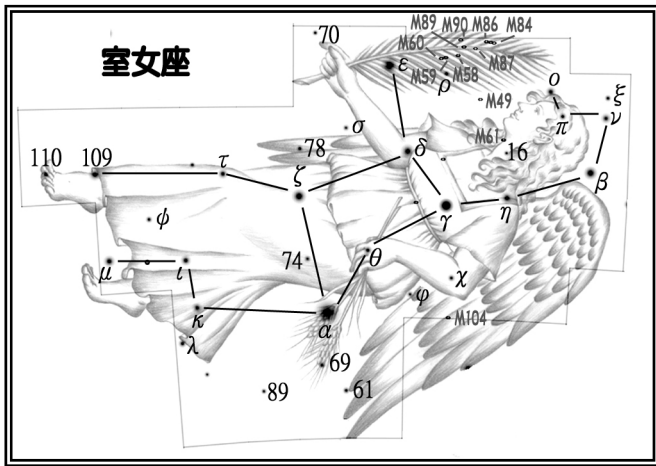 70
M89
M90
M86
M84
室女座
M60
ε
M87
M59
M58
ρ
ο
M49
ξ
σ
π
ν
M61
78
δ
16
110
109
τ
ζ
β
η
γ
φ
74
θ
μ
ι
χ
φ
κ
α
M104
λ
69
89
61